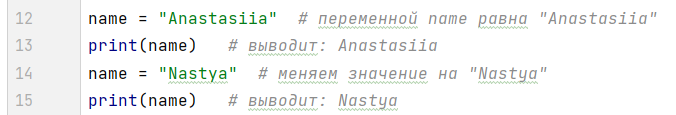 12 name = "Anastasiia"  # переменной name равна "Anastasiia"
13 print(name)   # выводит: Anastasiia
14 name = "Nastya"  # меняем значение на "Nastya"
15 print(name)   # выводит: Nastya